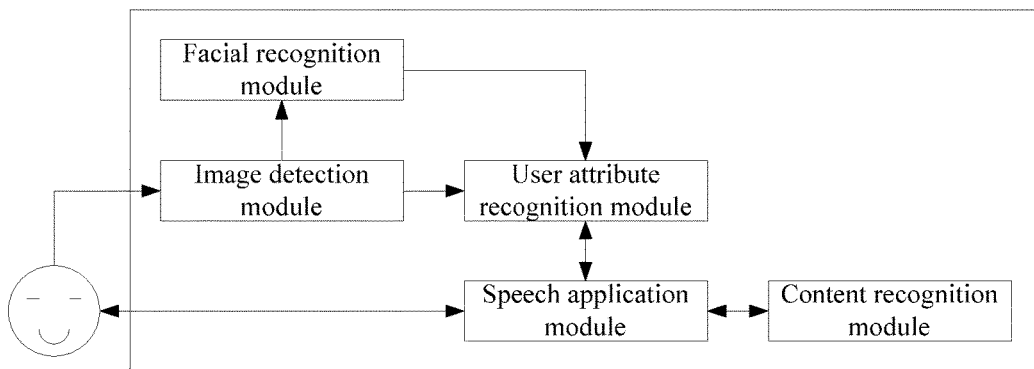 Facial recognition
module
Image detection
module
User attribute
recognition module
Speech application
module
Content recognition
module